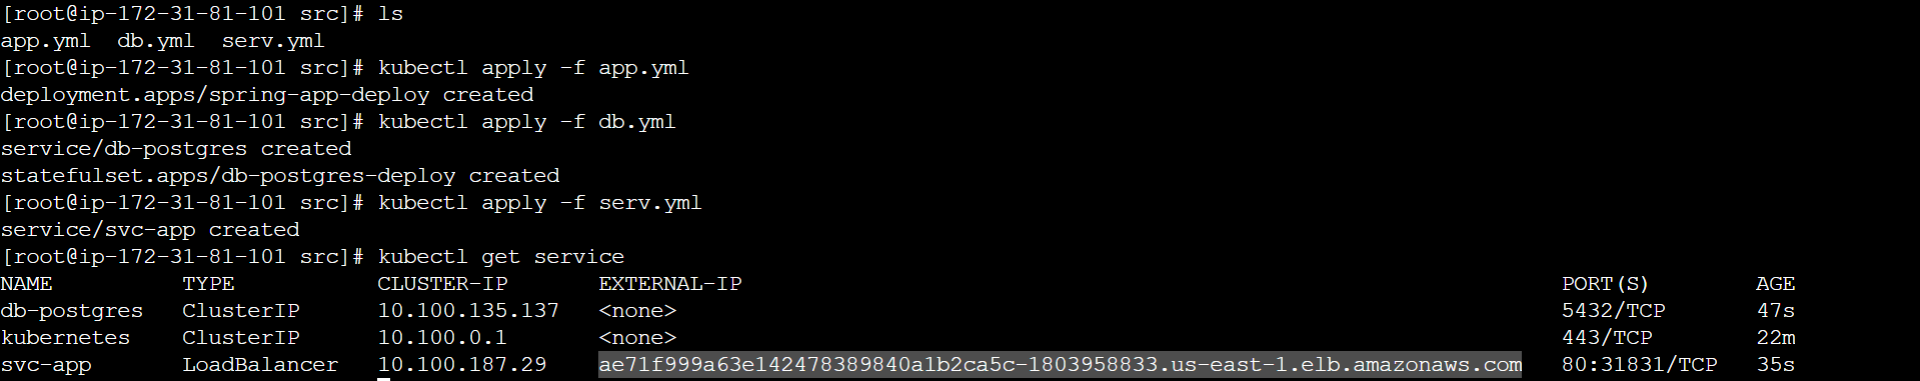 [root@ip-172-31-81-101 src]# ls
app.yml  db.yml  serv.yml
[root@ip-172-31-81-101 src]# kubectl apply -f app.yml
deployment.apps/spring-app-deploy created
[root@ip-172-31-81-101 src]# kubectl apply -f db.yml
service/db-postgres created
statefulset.apps/db-postgres-deploy created
[root@ip-172-31-81-101 src]# kubectl apply -f serv.yml
service/svc-app created
[root@ip-172-31-81-101 src]# kubectl get service
NAME          TYPE           CLUSTER-IP       EXTERNAL-IP                                                               PORT(S)        AGE
db-postgres   ClusterIP      10.100.135.137   <none>                                                                    5432/TCP       47s
kubernetes    ClusterIP      10.100.0.1       <none>                                                                    443/TCP        22m
svc-app       LoadBalancer   10.100.187.29    ae71f999a63e142478389840a1b2ca5c-1803958833.us-east-1.elb.amazonaws.com   80:31831/TCP   35s